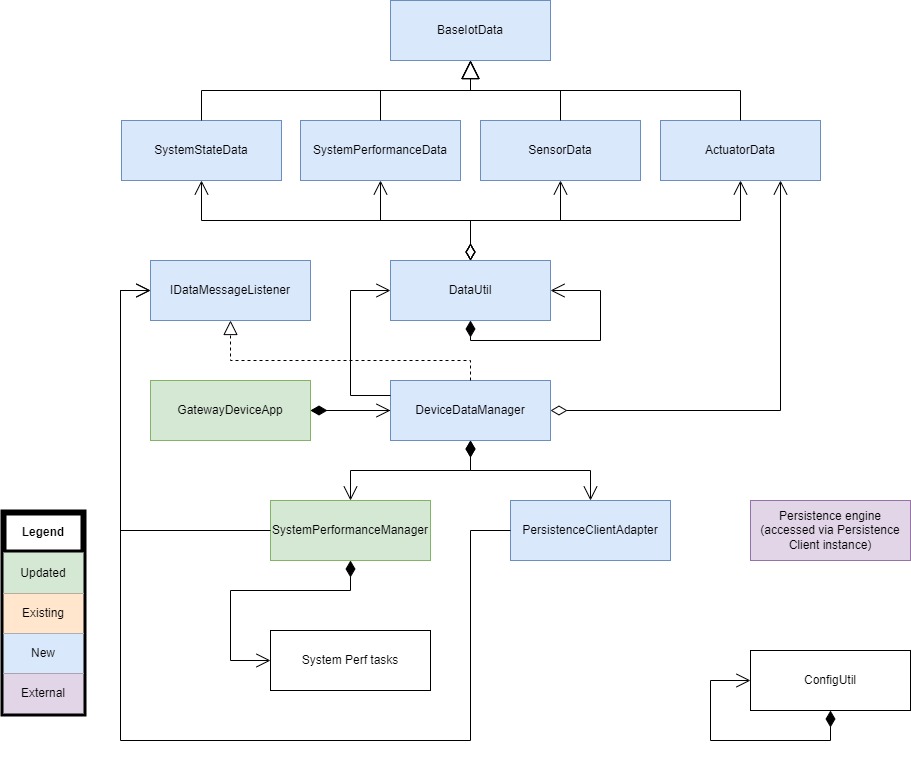 BaseIotData
SystemStateData
SystemPerformanceData
SensorData
ActuatorData
IDataMessageListener
DataUtil
GatewayDeviceApp
DeviceDataManager
SystemPerformanceManager
PersistenceClientAdapter
Persistence engine
(accessed via Persistence
Client instance)
Legend
Updated
Existing
New
External
System Perf tasks
ConfigUtil